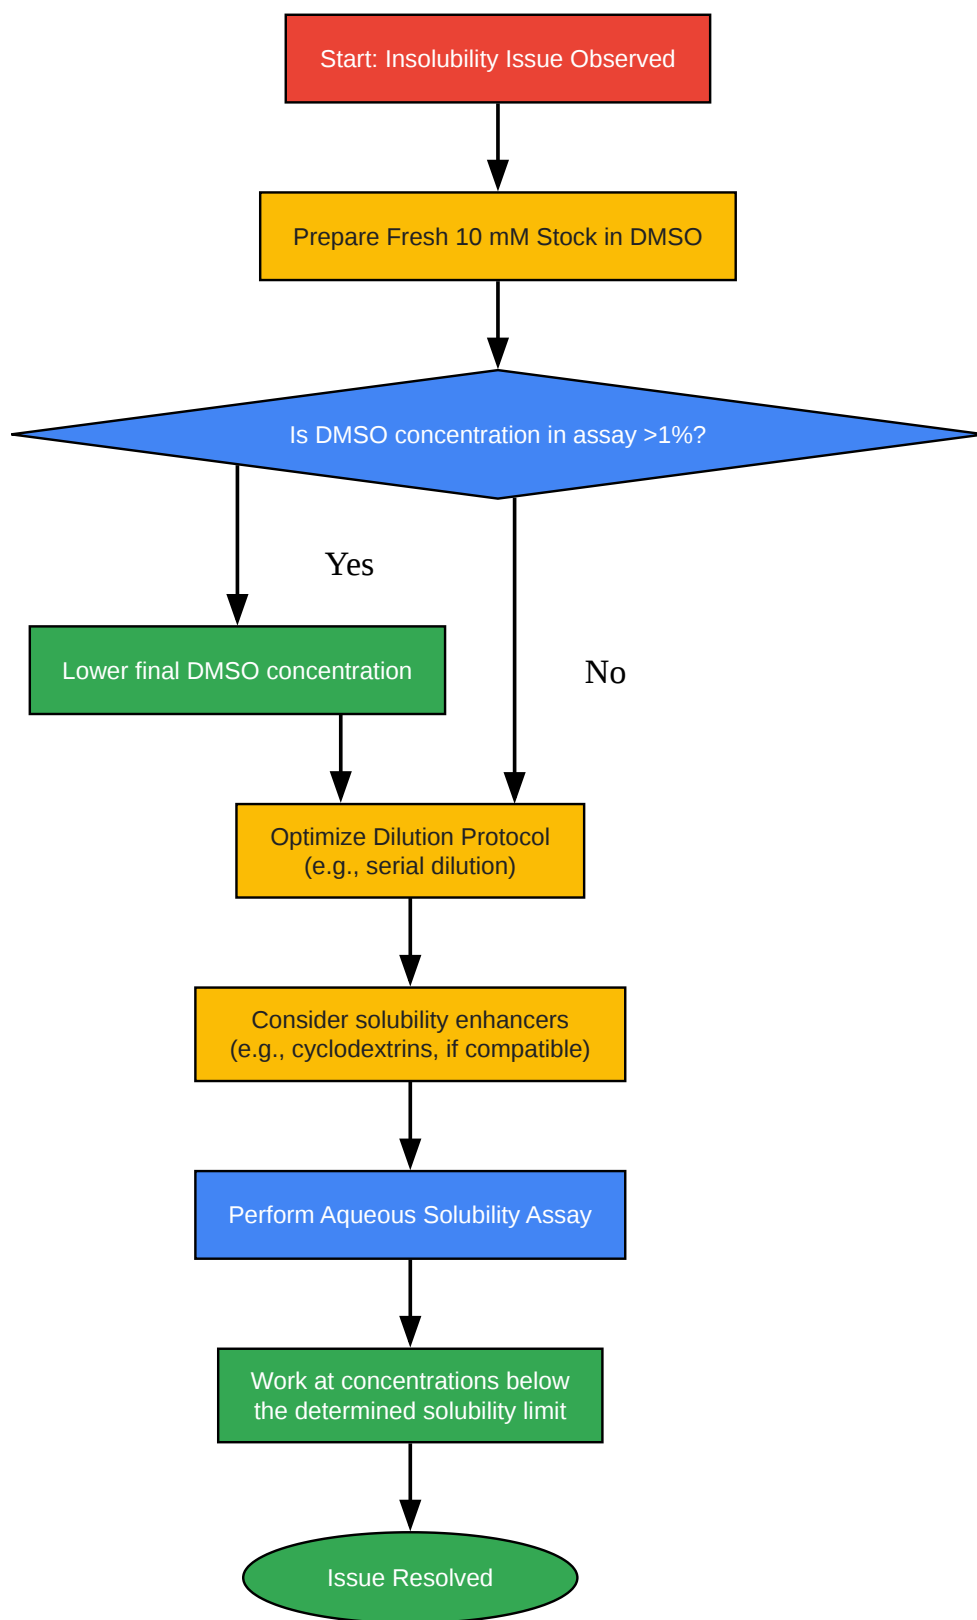 Start: Insolubility Issue Observed
Prepare Fresh 10 mM Stock in DMSO
Is DMSO concentration in assay >1%?
Yes
Lower final DMSO concentration
No
Optimize Dilution Protocol
(e.g., serial dilution)
Consider solubility enhancers
(e.g., cyclodextrins, if compatible)
Perform Aqueous Solubility Assay
Work at concentrations below
the determined solubility limit
Issue Resolved